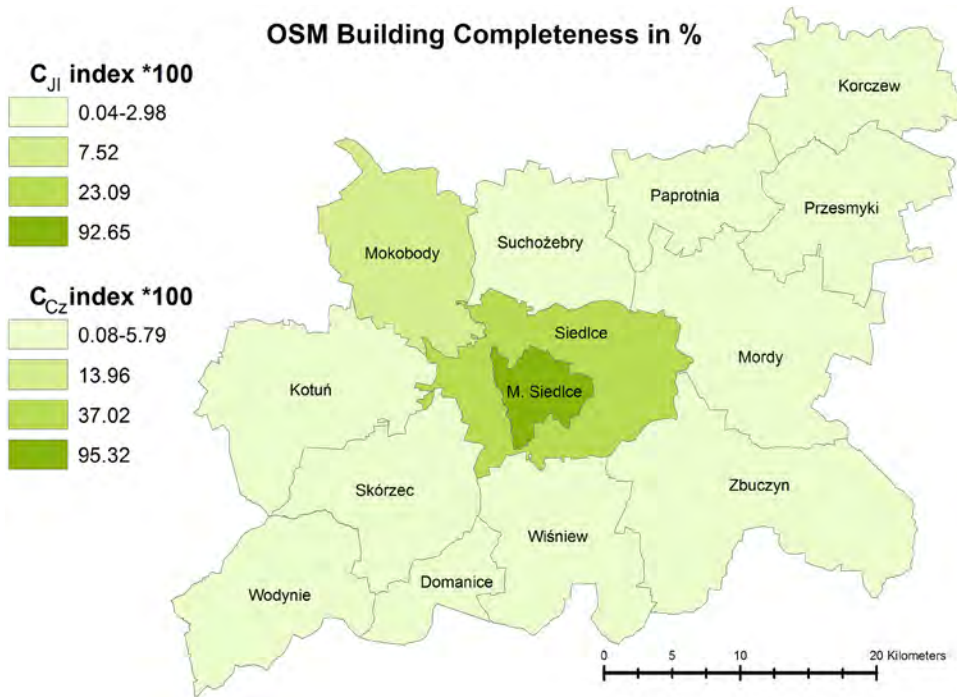 OSM Building Completeness in %
C_JI index *100
0.04-2.98
7.52
23.09
92.65
C_Cz index *100
0.08-5.79
13.96
37.02
95.32
Korczew
Paprotnia
Przesmyki
Suchożebry
Mokobody
Siedlce
Mordy
M. Siedlce
Kotuń
Skórzec
Zbuczyn
Wiśniew
Domanice
Wodynie
0 5 10 20 Kilometers